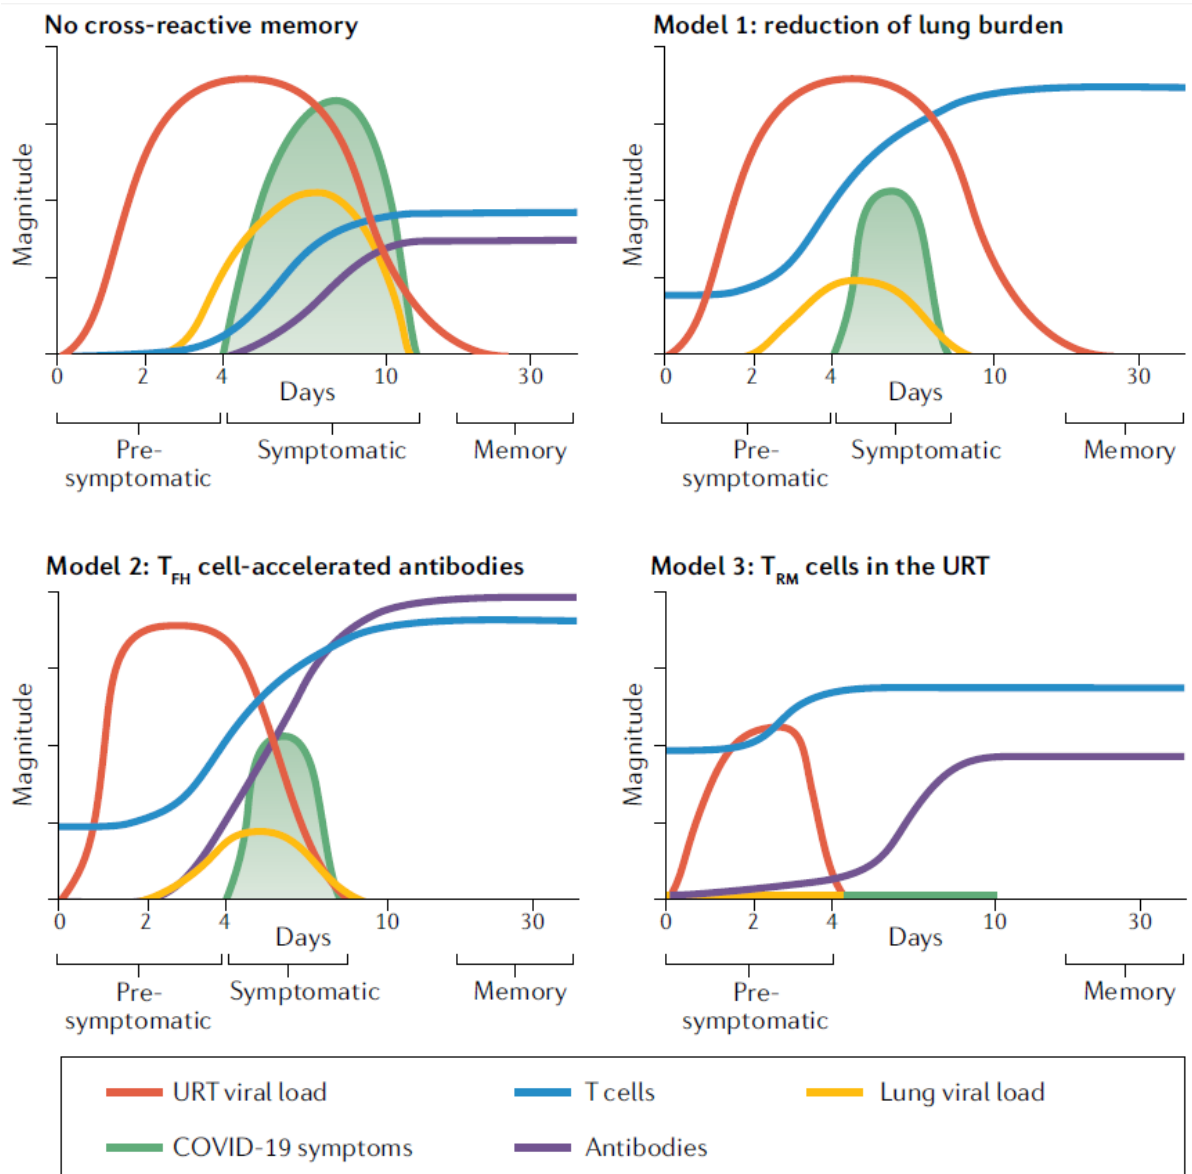 No cross-reactive memory
Magnitude
0 2 4 10 30
Days
Pre-
symptomatic
Symptomatic
Memory
Model 1: reduction of lung burden
Magnitude
0 2 4 10 30
Days
Pre-
symptomatic
Symptomatic
Memory
Model 2: TFH cell-accelerated antibodies
Magnitude
0 2 4 10 30
Days
Pre-
symptomatic
Symptomatic
Memory
Model 3: TRM cells in the URT
Magnitude
0 2 4 10 30
Days
Pre-
symptomatic
Memory
URT viral load
T cells
Lung viral load
COVID-19 symptoms
Antibodies